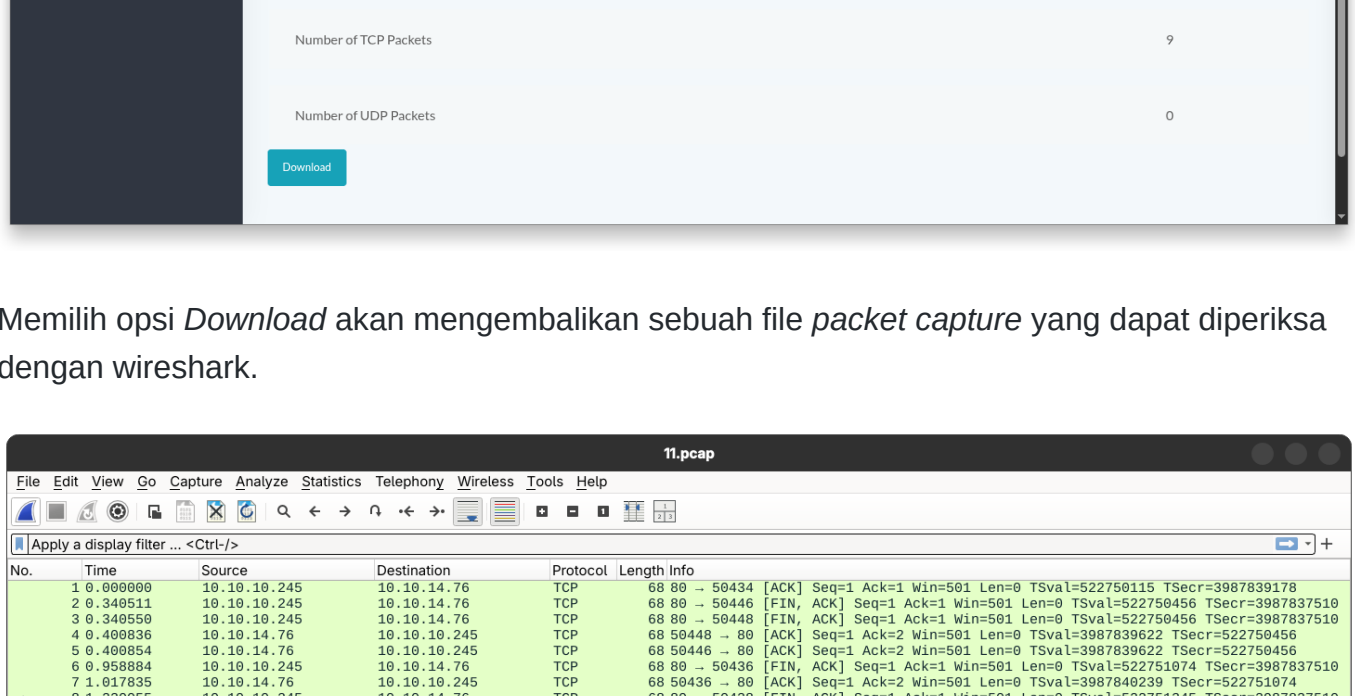 Number of TCP Packets 9
Number of UDP Packets 0
Download
Memilih opsi Download akan mengembalikan sebuah file packet capture yang dapat diperiksa
dengan wireshark.
11.pcap
File Edit View Go Capture Analyze Statistics Telephony Wireless Tools Help
Apply a display filter ... <Ctrl-/>
No. Time Source Destination Protocol Length Info
1 0.000000 10.10.10.245 10.10.14.76 TCP 68 80 → 50434 [ACK] Seq=1 Ack=1 Win=501 Len=0 TSval=522750115 TSecr=3987839178
2 0.340511 10.10.10.245 10.10.14.76 TCP 68 80 → 50446 [FIN, ACK] Seq=1 Ack=1 Win=501 Len=0 TSval=522750456 TSecr=3987837510
3 0.340550 10.10.10.245 10.10.14.76 TCP 68 80 → 50448 [FIN, ACK] Seq=1 Ack=1 Win=501 Len=0 TSval=522750456 TSecr=3987837510
4 0.400836 10.10.14.76 10.10.10.245 TCP 68 50448 → 80 [ACK] Seq=1 Ack=2 Win=501 Len=0 TSval=3987839622 TSecr=522750456
5 0.400854 10.10.14.76 10.10.10.245 TCP 68 50446 → 80 [ACK] Seq=1 Ack=2 Win=501 Len=0 TSval=3987839622 TSecr=522750456
6 0.958884 10.10.10.245 10.10.14.76 TCP 68 80 → 50436 [FIN, ACK] Seq=1 Ack=1 Win=501 Len=0 TSval=522751074 TSecr=3987837510
7 1.017835 10.10.14.76 10.10.10.245 TCP 68 50436 → 80 [ACK] Seq=1 Ack=2 Win=501 Len=0 TSval=3987840239 TSecr=522751074